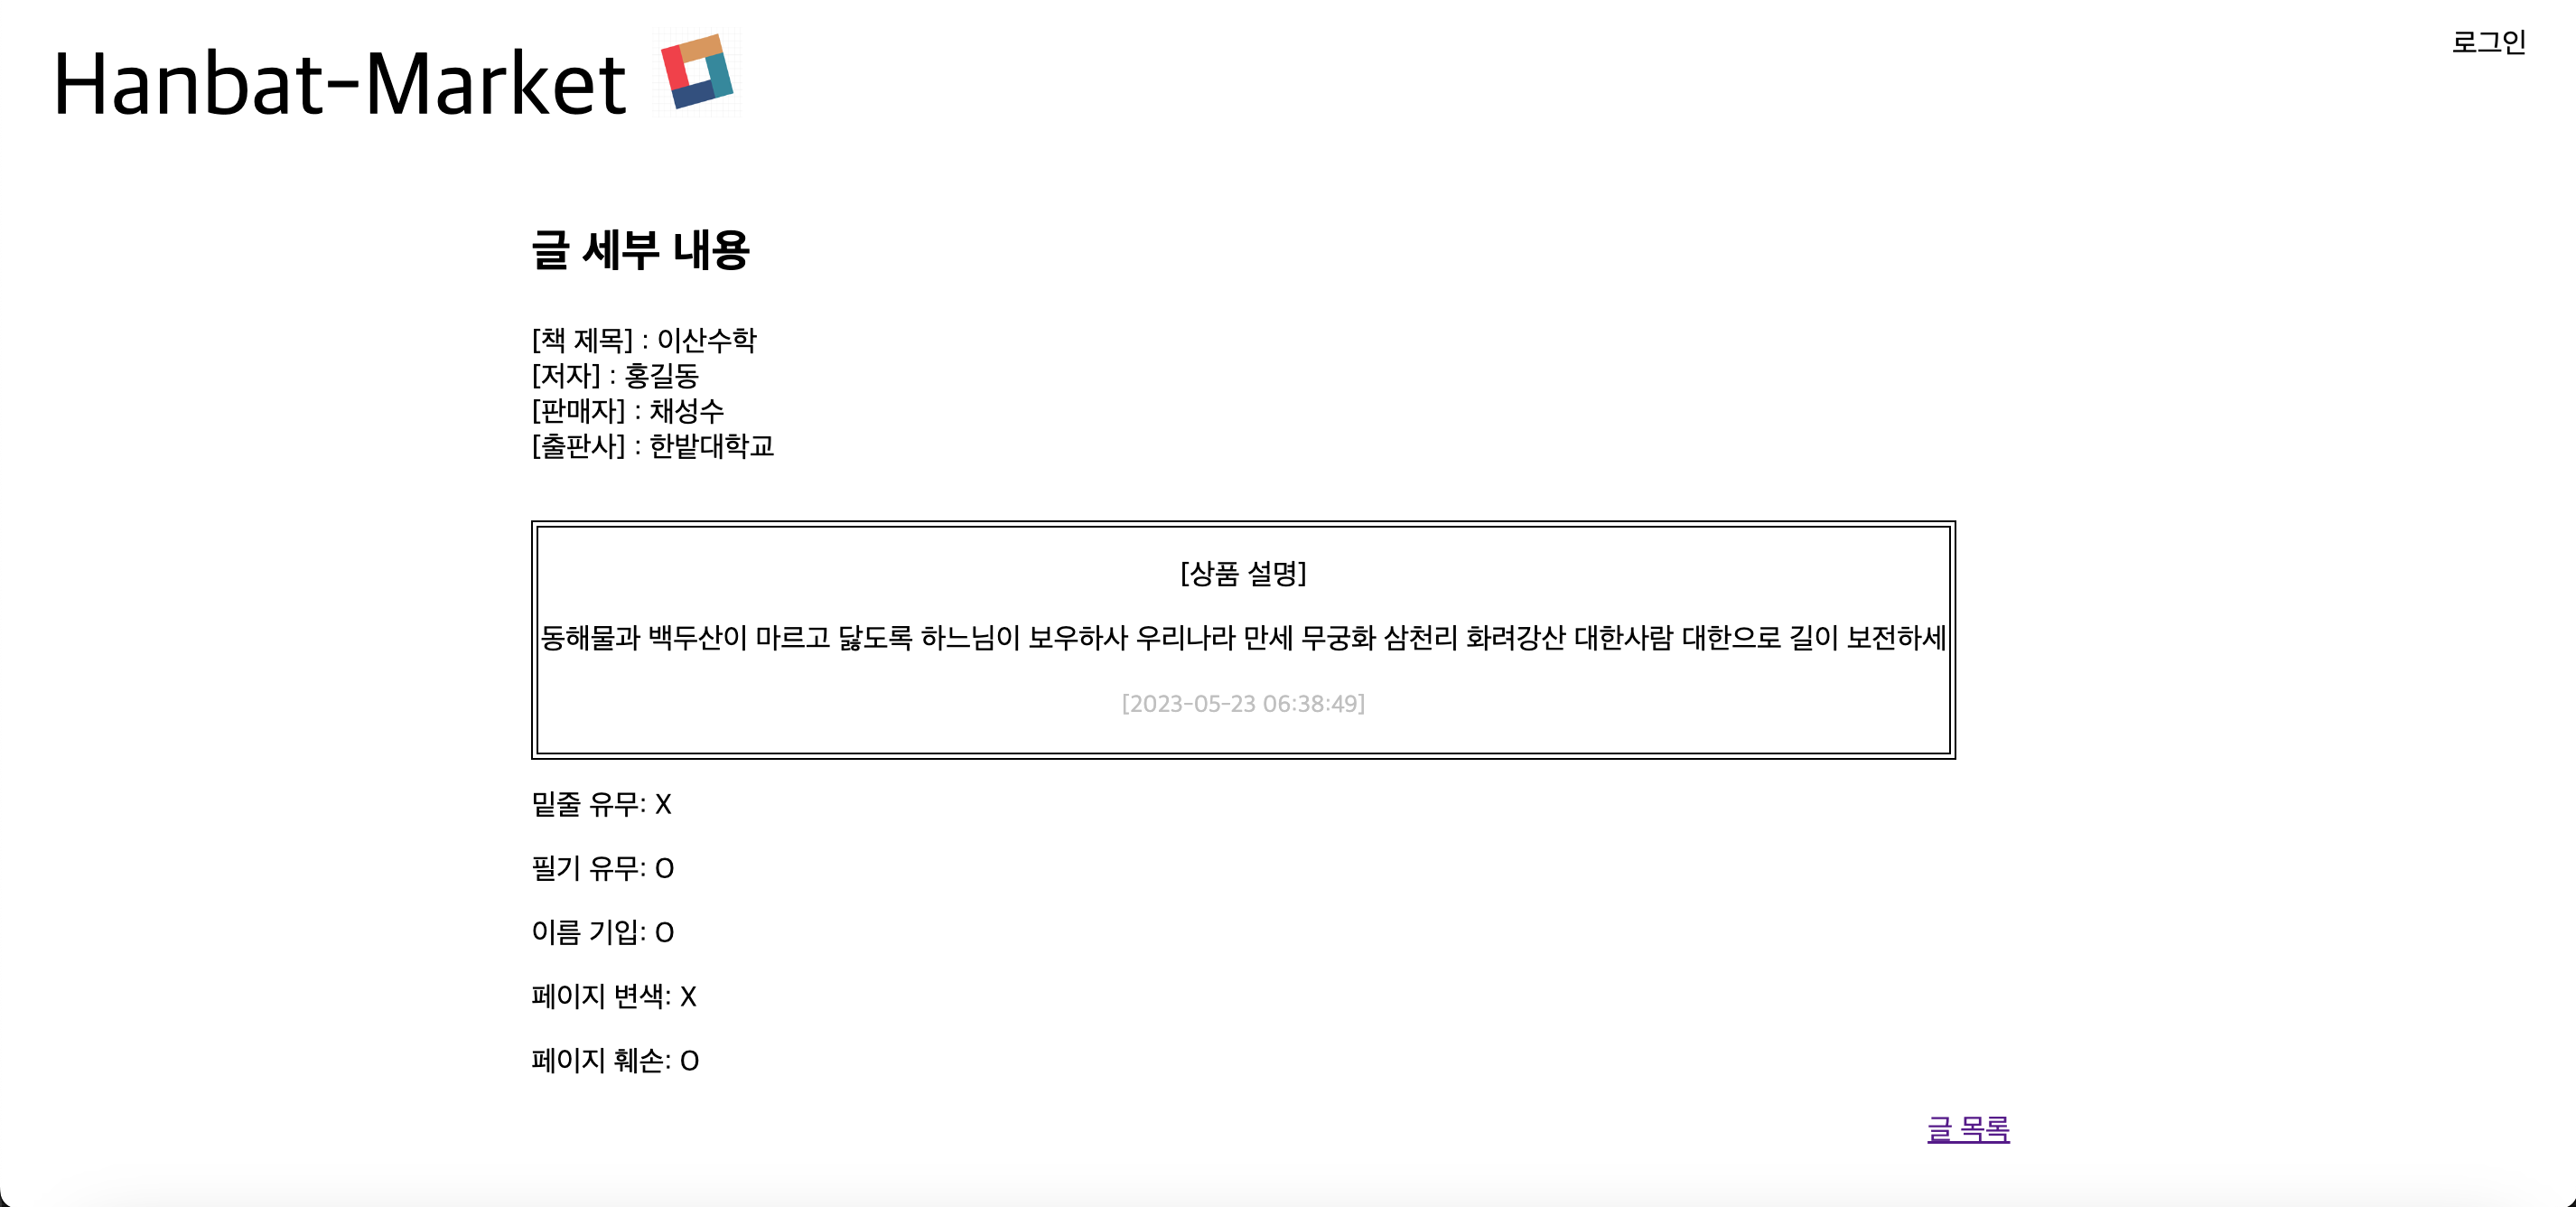 Hanbat-Market
로그인
글 세부 내용
[책 제목] : 이산수학
[저자] : 홍길동
[판매자] : 채성수
[출판사] : 한밭대학교
[상품 설명]
동해물과 백두산이 마르고 닳도록 하느님이 보우하사 우리나라 만세 무궁화 삼천리 화려강산 대한사람 대한으로 길이 보전하세
[2023-05-23 06:38:49]
밑줄 유무: X
필기 유무: O
이름 기입: O
페이지 변색: X
페이지 훼손: O
글 목록